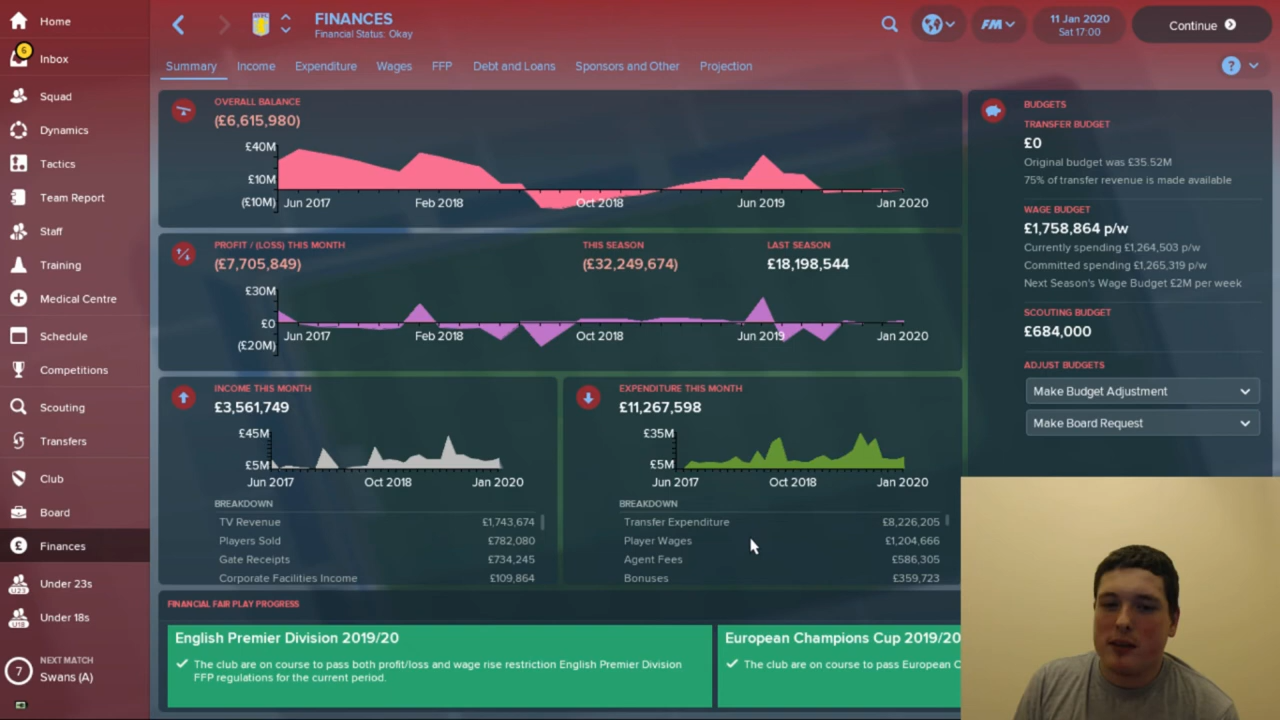 Home
6
Inbox
Squad
Dynamics
Tactics
Team Report
Staff
Training
Medical Centre
Schedule
Competitions
Scouting
Transfers
Club
Board
£ Finances
U23 Under 23s
U18 Under 18s
7
NEXT MATCH
Swans (A)
AVFC
FINANCES
Financial Status: Okay
FM
11 Jan 2020
Sat 17:00
Continue
Summary Income Expenditure Wages FFP Debt and Loans Sponsors and Other Projection
?
OVERALL BALANCE
(£6,615,980)
£40M
£10M
(£10M)
Jun 2017 Feb 2018 Oct 2018 Jun 2019 Jan 2020
PROFIT / (LOSS) THIS MONTH THIS SEASON LAST SEASON
(£7,705,849) (£32,249,674) £18,198,544
£30M
£0
(£20M)
Jun 2017 Feb 2018 Oct 2018 Jun 2019 Jan 2020
INCOME THIS MONTH
£3,561,749
£45M
£5M
Jun 2017 Oct 2018 Jan 2020
BREAKDOWN
TV Revenue £1,743,674
Players Sold £782,080
Gate Receipts £734,245
Corporate Facilities Income £109,864
EXPENDITURE THIS MONTH
£11,267,598
£35M
£5M
Jun 2017 Oct 2018 Jan 2020
BREAKDOWN
Transfer Expenditure £8,226,205
Player Wages £1,204,666
Agent Fees £586,305
Bonuses £359,723
FINANCIAL FAIR PLAY PROGRESS
English Premier Division 2019/20
The club are on course to pass both profit/loss and wage rise restriction English Premier Division
FFP regulations for the current period.
European Champions Cup 2019/20
The club are on course to pass European C
BUDGETS
TRANSFER BUDGET
£0
Original budget was £35.52M
75% of transfer revenue is made available
WAGE BUDGET
£1,758,864 p/w
Currently spending £1,264,503 p/w
Committed spending £1,265,319 p/w
Next Season's Wage Budget £2M per week
SCOUTING BUDGET
£684,000
ADJUST BUDGETS
Make Budget Adjustment
Make Board Request